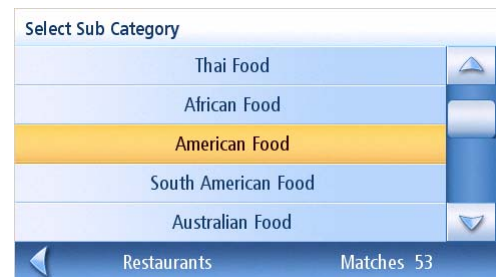 Select Sub Category
Thai Food
African Food
American Food
South American Food
Australian Food
Restaurants Matches 53